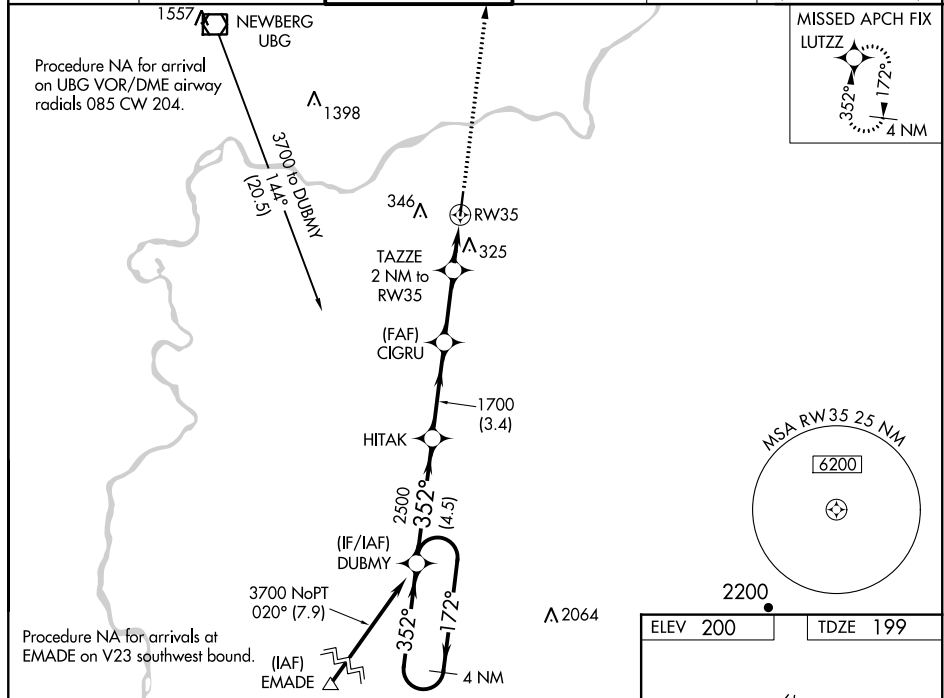 1557
NEWBERG
UBG
MISSED APCH FIX
LUTZZ
352°
172°
4 NM
Procedure NA for arrival
on UBG VOR/DME airway
radials 085 CW 204.
1398
3700 to DUBMY
144°
(20.5)
346
RW35
325
TAZZE
2 NM to
RW35
(FAF)
CIGRU
1700
(3.4)
HITAK
MSA RW35 25 NM
6200
2500
352°
(4.5)
(IF/IAF)
DUBMY
3700 NoPT
020° (7.9)
352°
172°
2064
2200
ELEV 200
TDZE 199
Procedure NA for arrivals at
EMADE on V23 southwest bound.
(IAF)
EMADE
4 NM